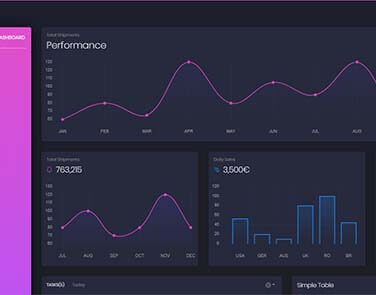 DASHBOARD
Total Shipments
Performance
120
110
100
90
80
70
60
JAN FEB MAR APR MAY JUN JUL AUG
Total Shipments
763,215
120
110
100
90
80
70
60
JUL AUG SEP OCT NOV DEC
Daily Sales
3,500€
120
100
80
60
40
20
0
USA GER AUS UK RO BR
TASKS(5) Today
Simple Table